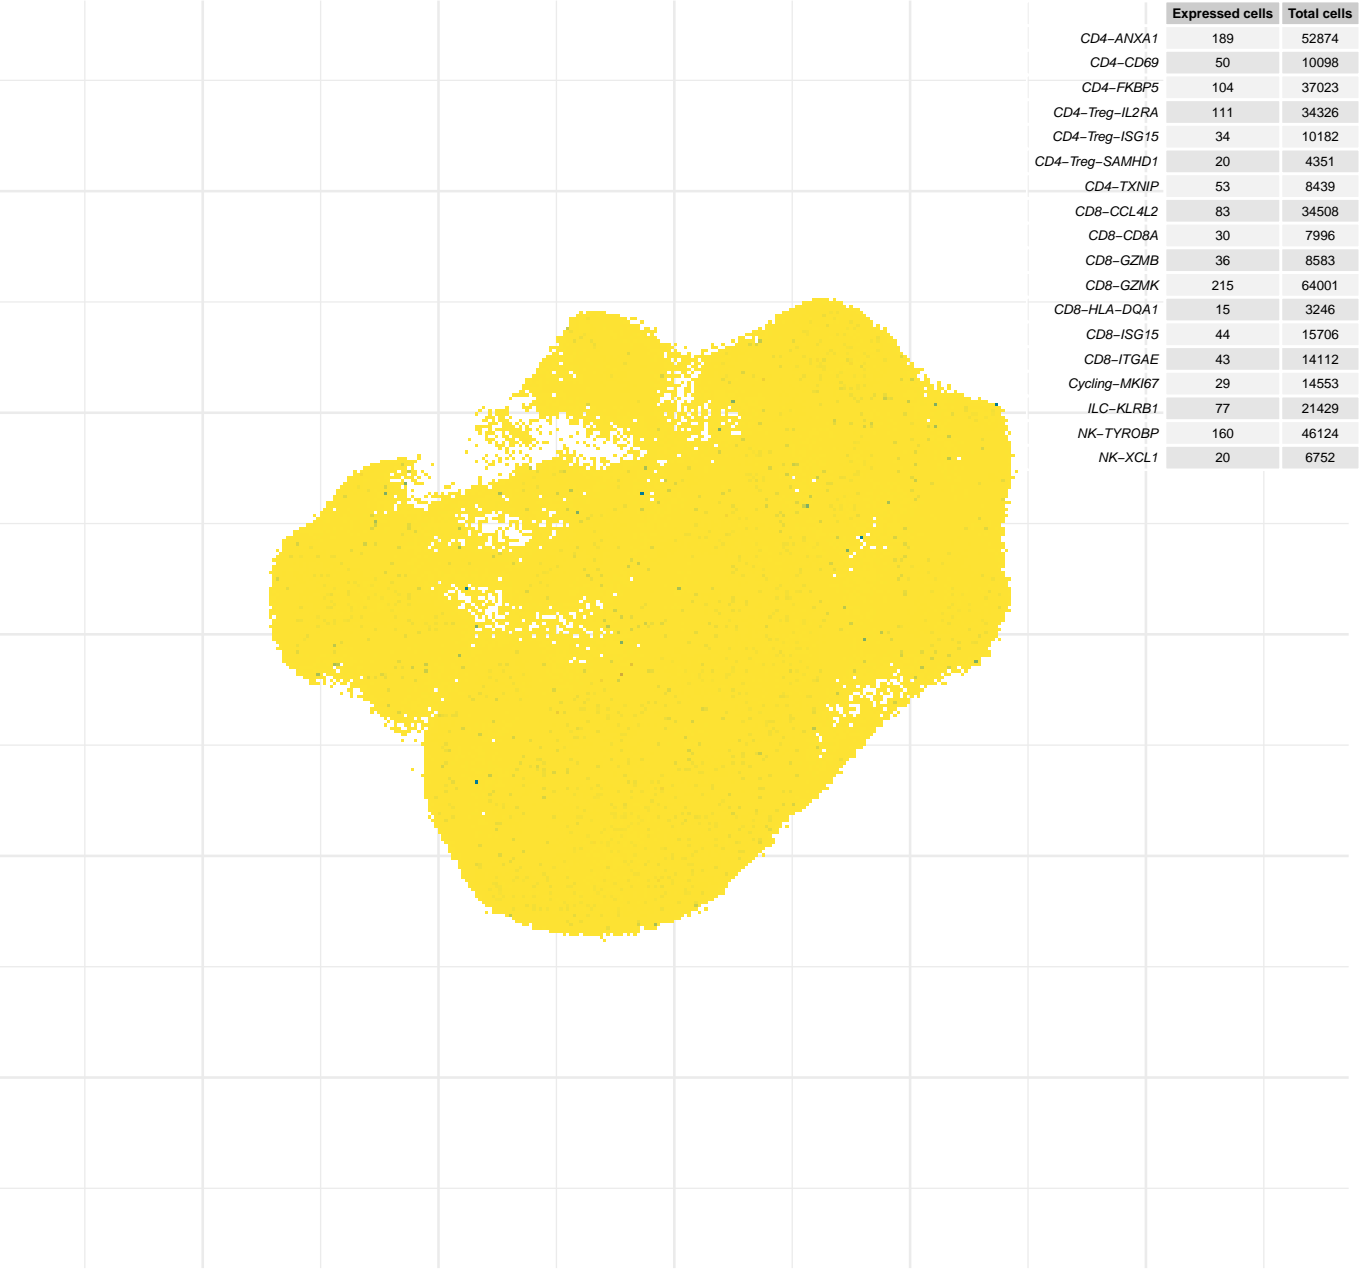 Expressed cells Total cells
CD4−ANXA1 189 52874
CD4−CD69 50 10098
CD4−FKBP5 104 37023
CD4−Treg−IL2RA 111 34326
CD4−Treg−ISG15 34 10182
CD4−Treg−SAMHD1 20 4351
CD4−TXNIP 53 8439
CD8−CCL4L2 83 34508
CD8−CD8A 30 7996
CD8−GZMB 36 8583
CD8−GZMK 215 64001
CD8−HLA−DQA1 15 3246
CD8−ISG15 44 15706
CD8−ITGAE 43 14112
Cycling−MKI67 29 14553
ILC−KLRB1 77 21429
NK−TYROBP 160 46124
NK−XCL1 20 6752